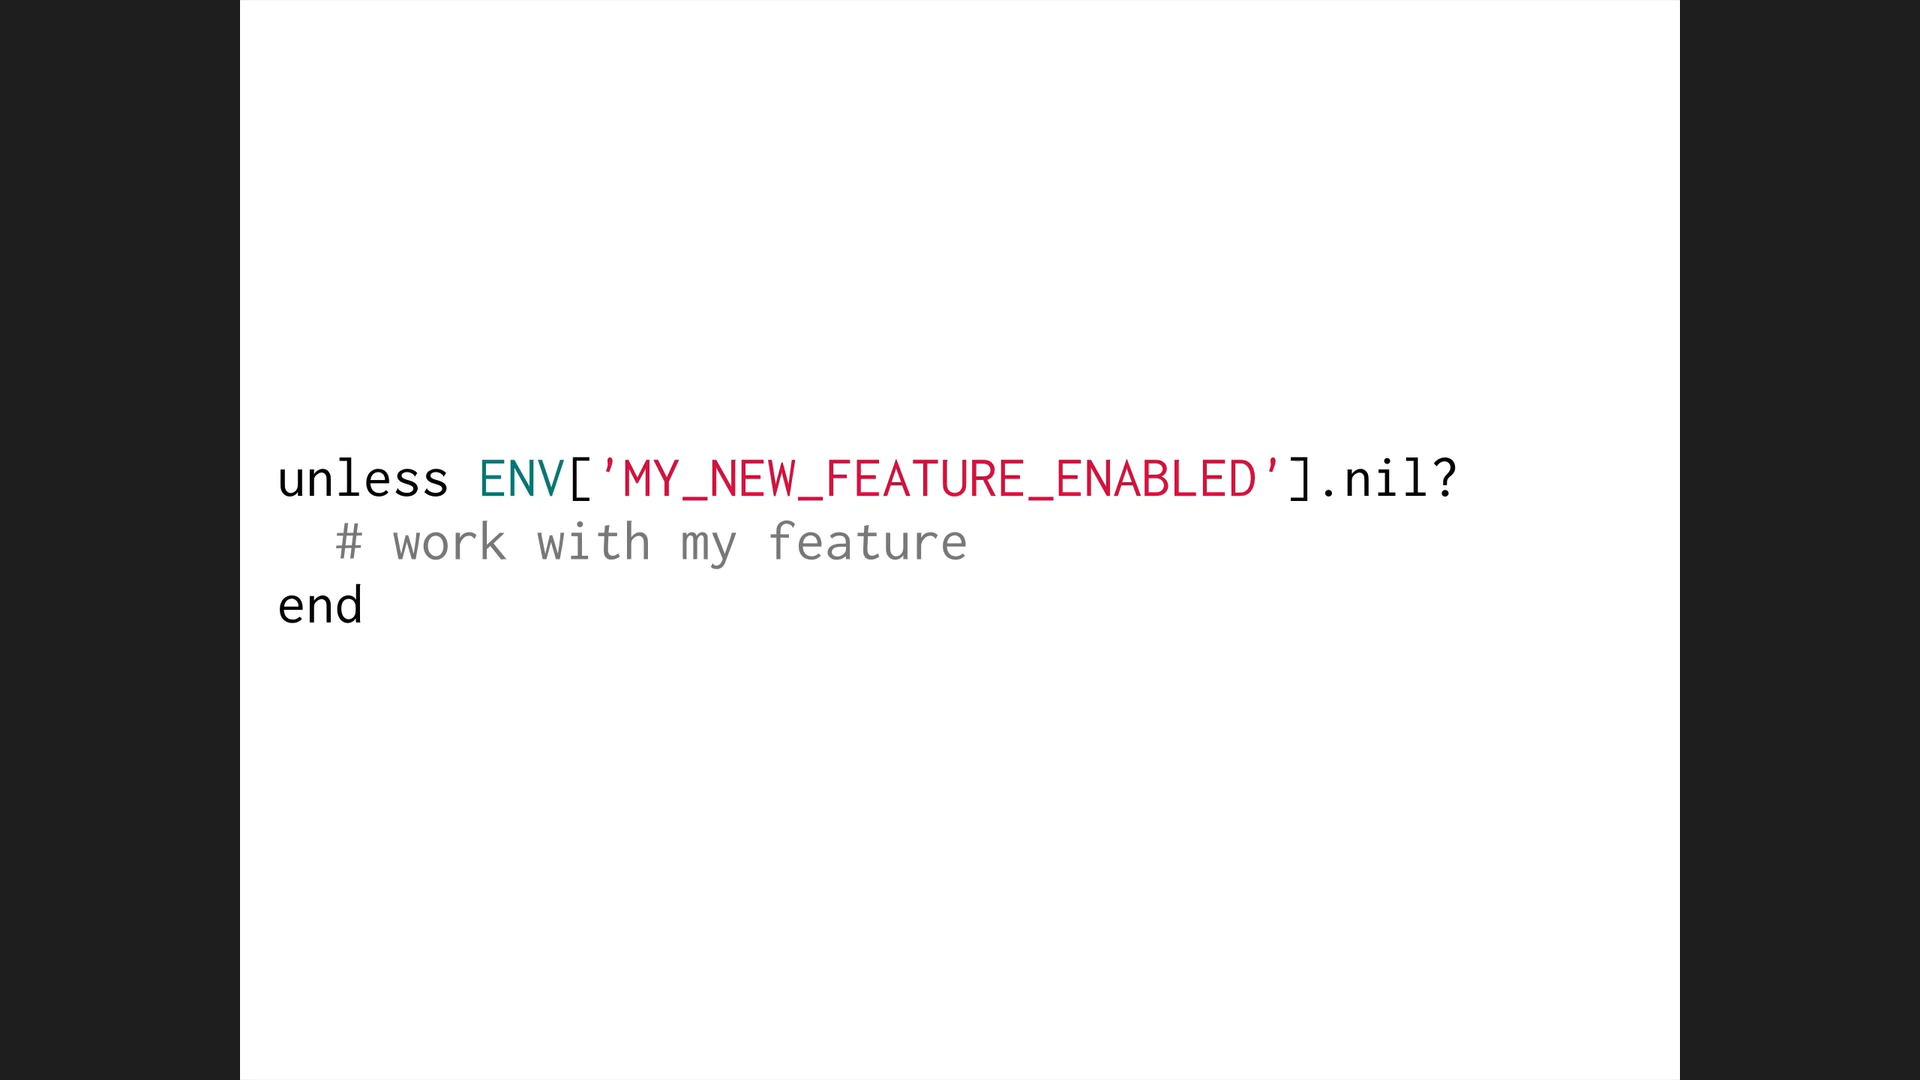 unless ENV['MY_NEW_FEATURE_ENABLED'].nil?
  # work with my feature
end